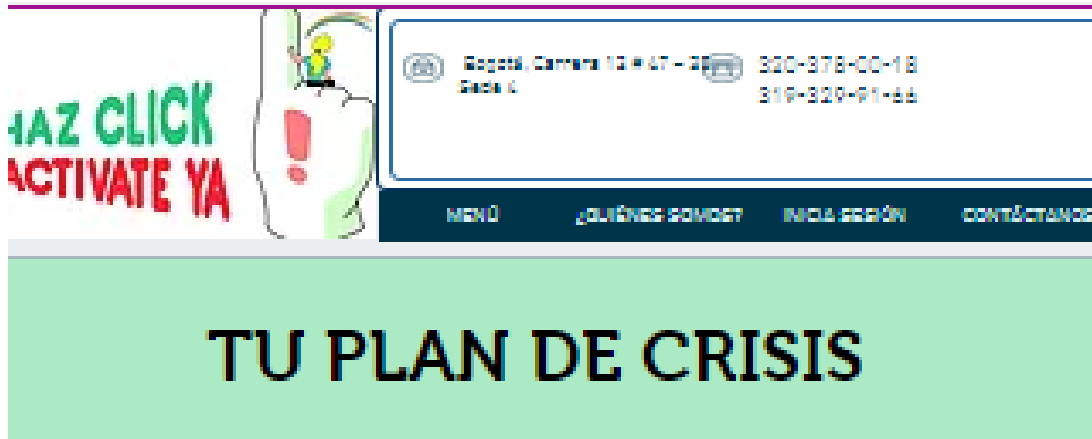 HAZ CLICK
ACTIVATE YA
Bogotá, Carrera 13 # 67 -
Sede 4
320-378-00-18
319-329-91-66
MENÚ
¿QUIÉNES SOMOS?
INICIA SESIÓN
CONTÁCTANOS
TU PLAN DE CRISIS